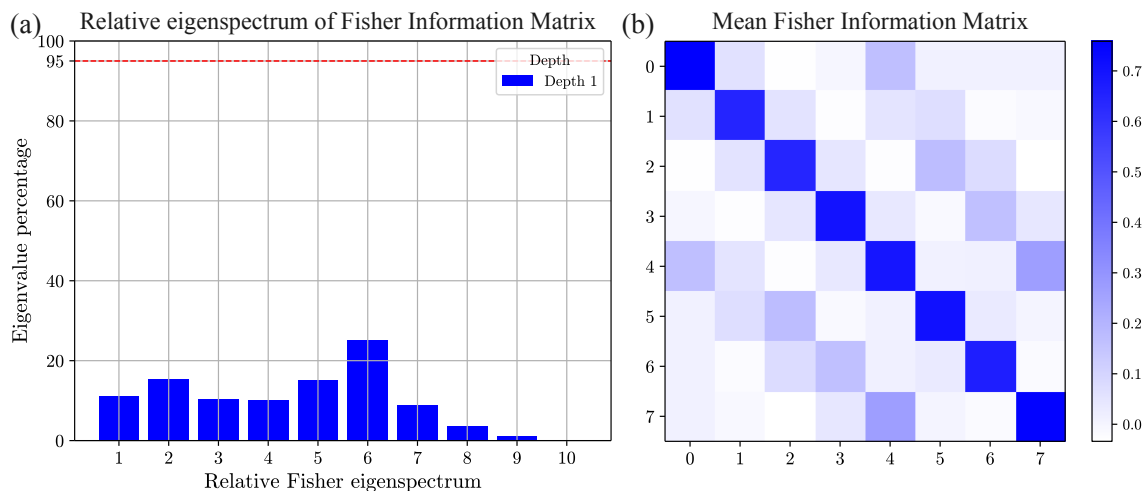 (a) Relative eigenspectrum of Fisher Information Matrix
100
95
80
60
40
20
0
Eigenvalue percentage
Depth
Depth 1
1 2 3 4 5 6 7 8 9 10
Relative Fisher eigenspectrum
(b) Mean Fisher Information Matrix
0
1
2
3
4
5
6
7
0 1 2 3 4 5 6 7
0.7
0.6
0.5
0.4
0.3
0.2
0.1
0.0